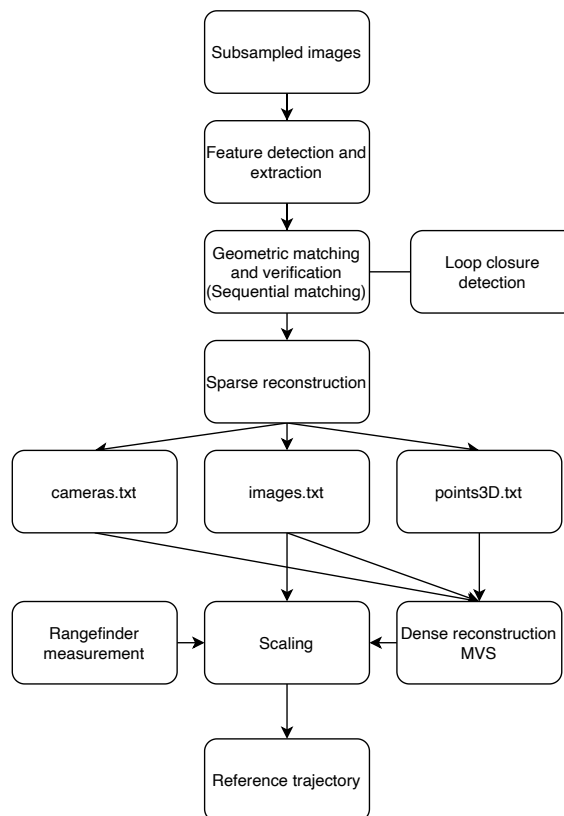 Subsampled images
Feature detection and
extraction
Geometric matching
and verification
(Sequential matching)
Loop closure
detection
Sparse reconstruction
cameras.txt
images.txt
points3D.txt
Rangefinder
measurement
Scaling
Dense reconstruction
MVS
Reference trajectory